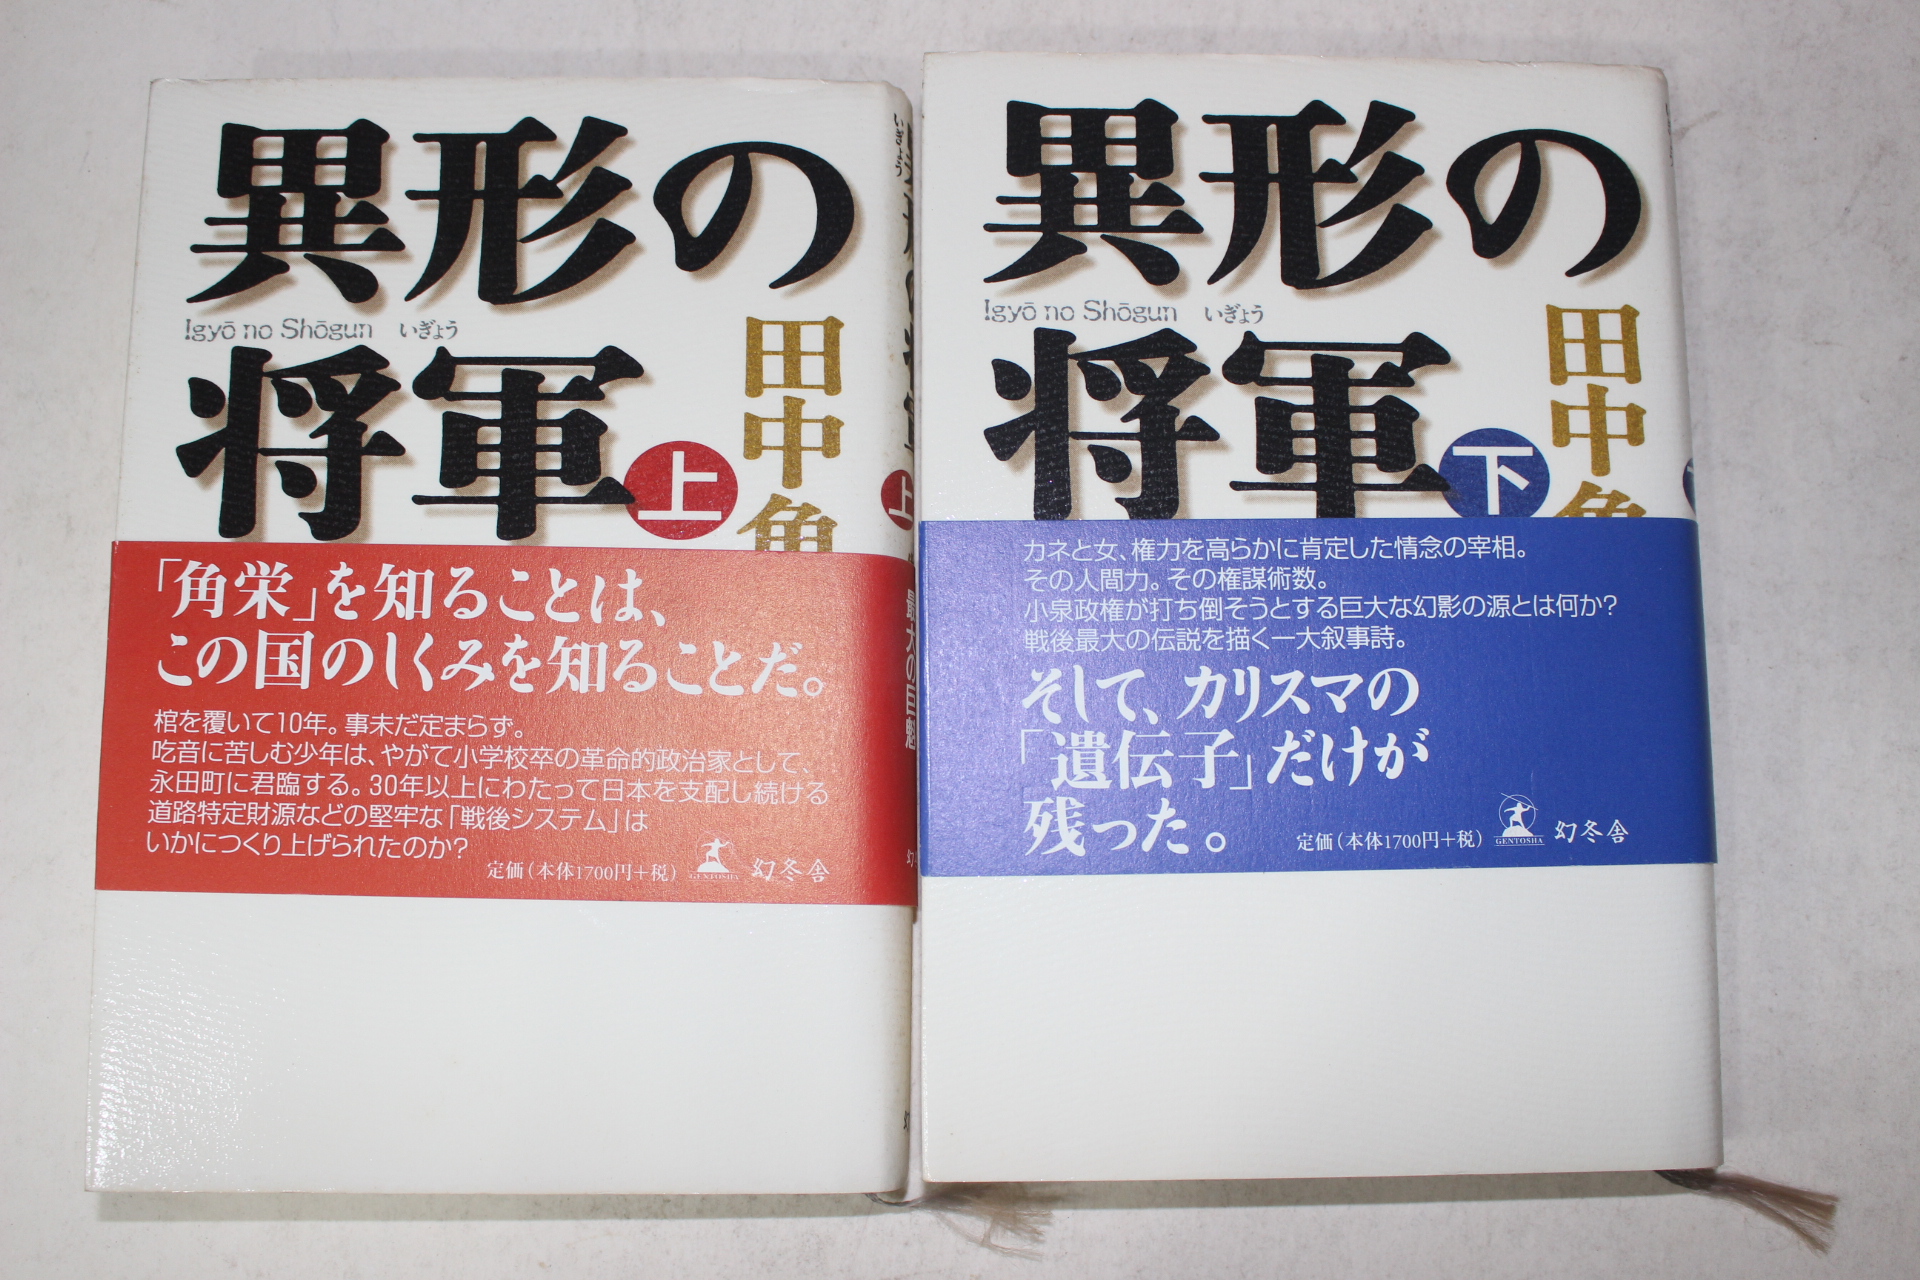 異形の
Igyō no Shōgun いぎょう
将軍 上
田中角
「角栄」を知ることは、
この国のしくみを知ることだ。
棺を覆いて10年。事未だ定まらず。
吃音に苦しむ少年は、やがて小学校卒の革命的政治家として、
永田町に君臨する。30年以上にわたって日本を支配し続ける
道路特定財源などの堅牢な「戦後システム」は
いかにつくり上げられたのか?
定価(本体1700円+税) GENTOSHA 幻冬舎
いぎょう
上
最大の巨魁
幻
異形の
Igyō no Shōgun いぎょう
将軍 下
田中角
カネと女、権力を高らかに肯定した情念の宰相。
その人間力。その権謀術数。
小泉政権が打ち倒そうとする巨大な幻影の源とは何か?
戦後最大の伝説を描く一大叙事詩。
そして、カリスマの
「遺伝子」だけが
残った。
定価(本体1700円+税) GENTOSHA 幻冬舎